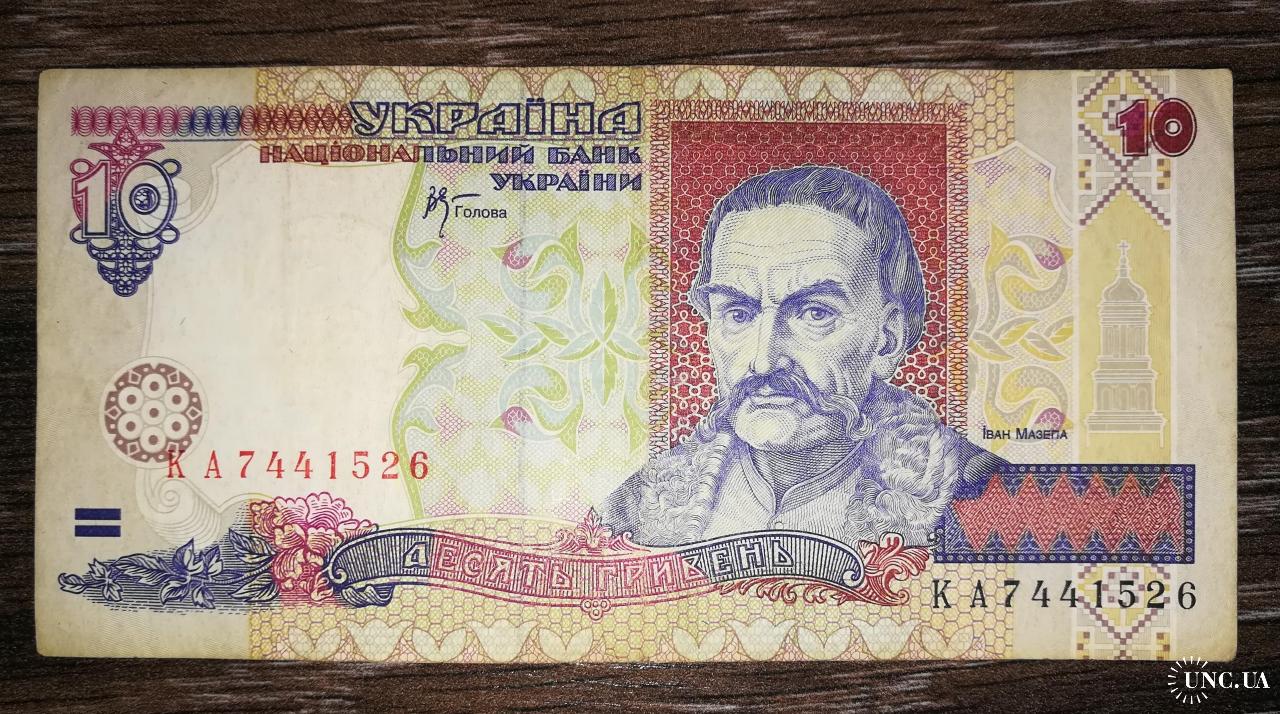 УКРАЇНА
10
НАЦІОНАЛЬНИЙ БАНК
УКРАЇНИ
10
Голова
Іван Мазепа
КА7441526
ДЕСЯТЬ ГРИВЕНЬ
КА7441526
UNC.UA